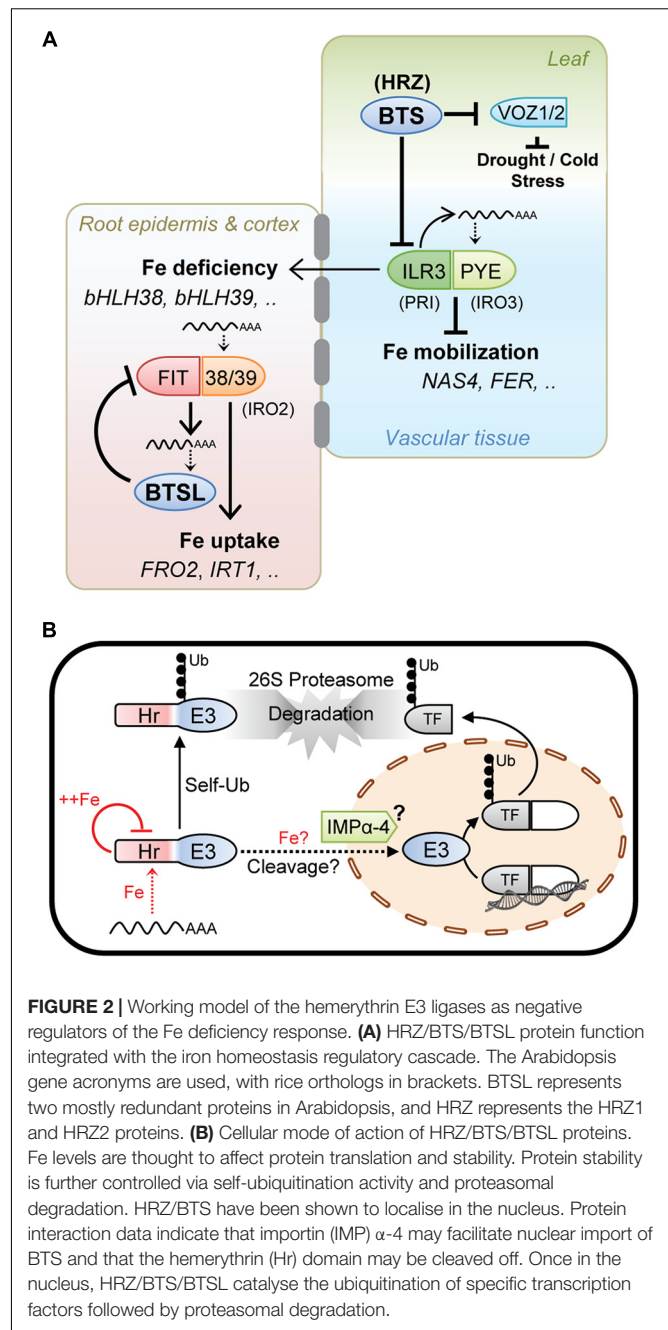 A
Leaf
(HRZ)
BTS
VOZ1/2
Drought / Cold
Stress
Root epidermis & cortex
AAA
Fe deficiency
bHLH38, bHLH39, ..
ILR3 PYE
(PRI) (IRO3)
AAA
Fe mobilization
NAS4, FER, ..
FIT 38/39
(IRO2)
AAA
Vascular tissue
BTSL
Fe uptake
FRO2, IRT1, ..
B
Ub
26S Proteasome
Ub
Hr E3
Degradation
TF
Self-Ub
Ub
++Fe
IMPα-4 ?
TF
Hr E3
Fe?
Cleavage?
E3
Fe
TF
AAA
FIGURE 2 | Working model of the hemerythrin E3 ligases as negative
regulators of the Fe deficiency response. (A) HRZ/BTS/BTSL protein function
integrated with the iron homeostasis regulatory cascade. The Arabidopsis
gene acronyms are used, with rice orthologs in brackets. BTSL represents
two mostly redundant proteins in Arabidopsis, and HRZ represents the HRZ1
and HRZ2 proteins. (B) Cellular mode of action of HRZ/BTS/BTSL proteins.
Fe levels are thought to affect protein translation and stability. Protein stability
is further controlled via self-ubiquitination activity and proteasomal
degradation. HRZ/BTS have been shown to localise in the nucleus. Protein
interaction data indicate that importin (IMP) α-4 may facilitate nuclear import of
BTS and that the hemerythrin (Hr) domain may be cleaved off. Once in the
nucleus, HRZ/BTS/BTSL catalyse the ubiquitination of specific transcription
factors followed by proteasomal degradation.